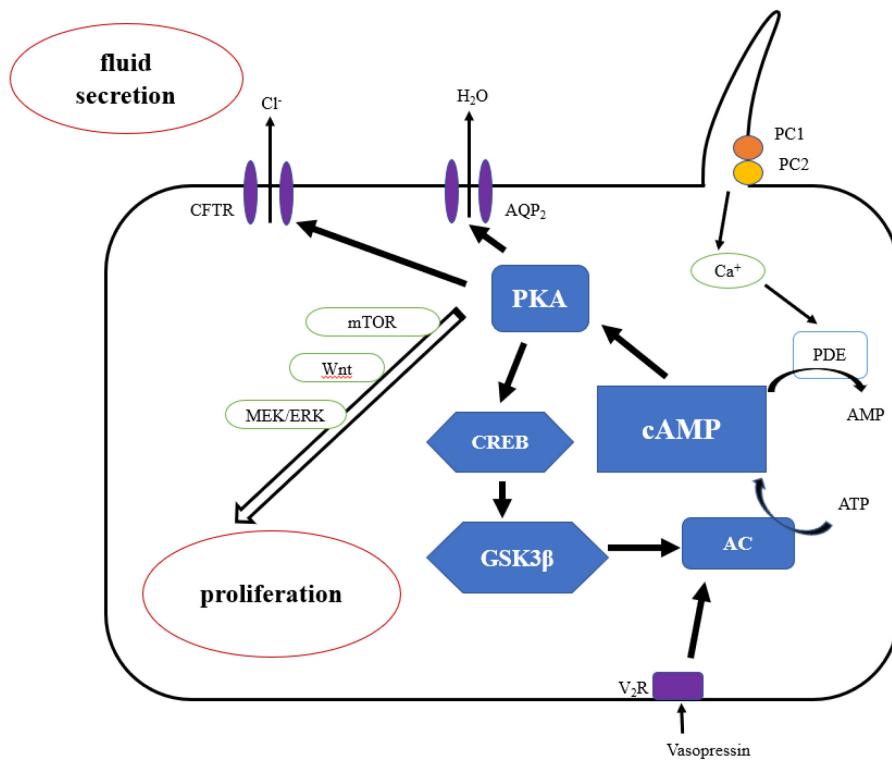 fluid
secretion
Cl-
H2O
PC1
PC2
CFTR
AQP2
Ca+
PKA
mTOR
PDE
Wnt
MEK/ERK
AMP
cAMP
CREB
ATP
AC
GSK3β
proliferation
V2R
Vasopressin